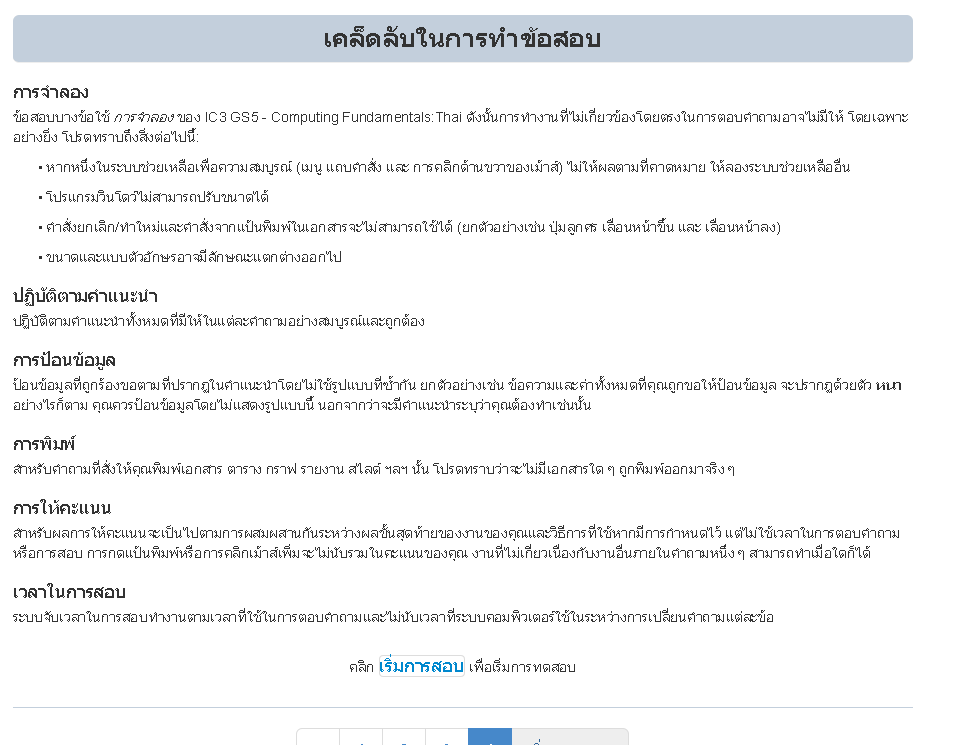 เคล็ดลับในการทำข้อสอบ
การจำลอง
ข้อสอบบางข้อใช้ การจำลอง ของ IC3 GS5 - Computing Fundamentals:Thai ดังนั้นการทำงานที่ไม่เกี่ยวข้องโดยตรงในการตอบคำถามอาจไม่มีให้ โดยเฉพาะ
อย่างยิ่ง โปรดทราบถึงสิ่งต่อไปนี้:
• หากหนึ่งในระบบช่วยเหลือเพื่อความสมบูรณ์ (เมนู แถบคำสั่ง และ การคลิกด้านขวาของเม้าส์) ไม่ให้ผลตามที่คาดหมาย ให้ลองระบบช่วยเหลืออื่น
• โปรแกรมวินโดว์ไม่สามารถปรับขนาดได้
• คำสั่งยกเลิก/ทำใหม่และคำสั่งจากแป้นพิมพ์ในเอกสารจะไม่สามารถใช้ได้ (ยกตัวอย่างเช่น ปุ่มลูกศร เลื่อนหน้าขึ้น และ เลื่อนหน้าลง)
• ขนาดและแบบตัวอักษรอาจมีลักษณะแตกต่างออกไป
ปฏิบัติตามคำแนะนำ
ปฏิบัติตามคำแนะนำทั้งหมดที่มีให้ในแต่ละคำถามอย่างสมบูรณ์และถูกต้อง
การป้อนข้อมูล
ป้อนข้อมูลที่ถูกร้องขอตามที่ปรากฏในคำแนะนำโดยไม่ใช้รูปแบบที่ซ้ำกัน ยกตัวอย่างเช่น ข้อความและค่าทั้งหมดที่คุณถูกขอให้ป้อนข้อมูล จะปรากฏด้วยตัว หนา
อย่างไรก็ตาม คุณควรป้อนข้อมูลโดยไม่แสดงรูปแบบนี้ นอกจากว่าจะมีคำแนะนำระบุว่าคุณต้องทำเช่นนั้น
การพิมพ์
สำหรับคำถามที่สั่งให้คุณพิมพ์เอกสาร ตาราง กราฟ รายงาน สไลด์ ฯลฯ นั้น โปรดทราบว่าจะไม่มีเอกสารใด ๆ ถูกพิมพ์ออกมาจริง ๆ
การให้คะแนน
สำหรับผลการให้คะแนนจะเป็นไปตามการผสมผสานกันระหว่างผลขั้นสุดท้ายของงานของคุณและวิธีการที่ใช้หากมีการกำหนดไว้ แต่ไม่ใช้เวลาในการตอบคำถาม
หรือการสอบ การกดแป้นพิมพ์หรือการคลิกเม้าส์เพิ่มจะไม่นับรวมในคะแนนของคุณ งานที่ไม่เกี่ยวเนื่องกับงานอื่นภายในคำถามหนึ่ง ๆ สามารถทำเมื่อใดก็ได้
เวลาในการสอบ
ระบบจับเวลาในการสอบทำงานตามเวลาที่ใช้ในการตอบคำถามและไม่นับเวลาที่ระบบคอมพิวเตอร์ใช้ในระหว่างการเปลี่ยนคำถามแต่ละข้อ
คลิก เริ่มการสอบ เพื่อเริ่มการทดสอบ